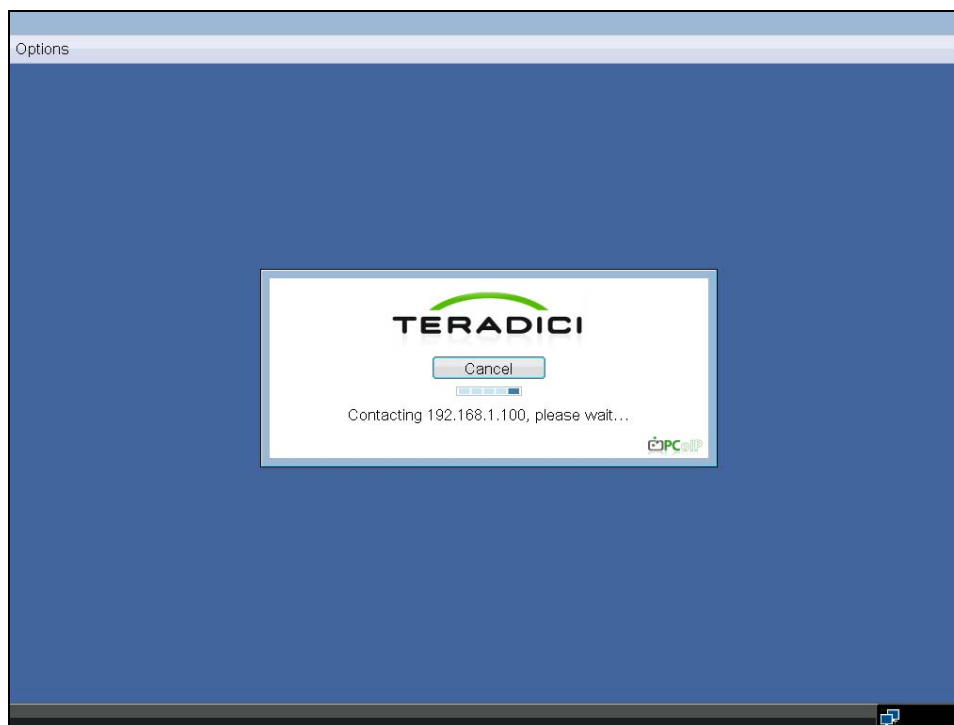 Options
TERADICI
Cancel
Contacting 192.168.1.100, please wait...
PCoIP